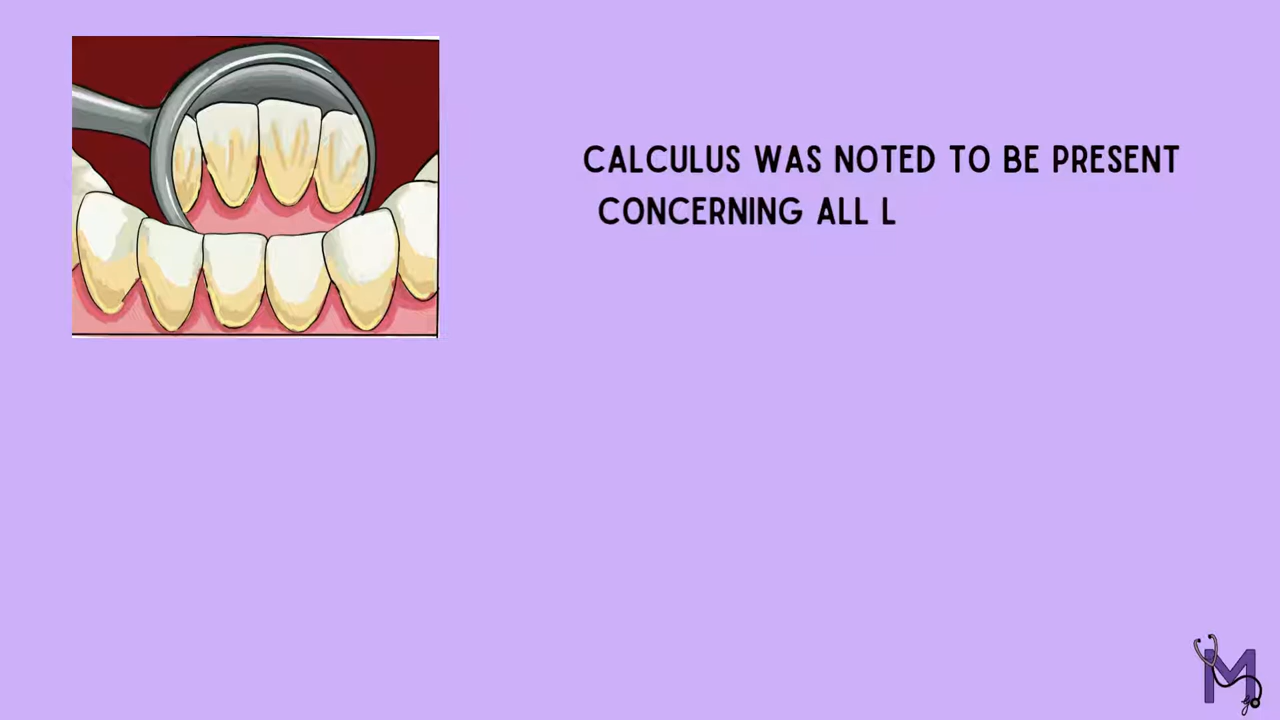 CALCULUS WAS NOTED TO BE PRESENT
CONCERNING ALL L
M